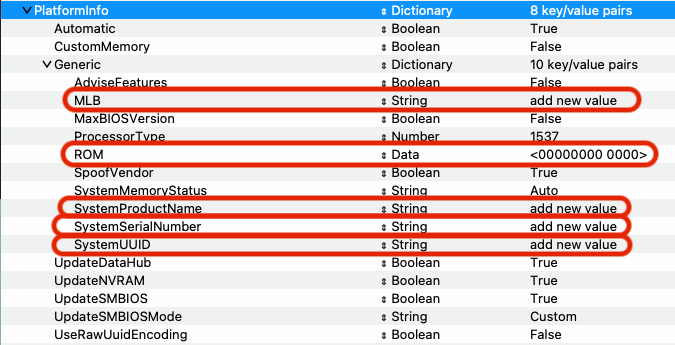 PlatformInfo Dictionary 8 key/value pairs
Automatic Boolean True
CustomMemory Boolean False
Generic Dictionary 10 key/value pairs
AdviseFeatures Boolean False
MLB String add new value
MaxBIOSVersion Boolean False
ProcessorType Number 1537
ROM Data <00000000 0000>
SpoofVendor Boolean True
SystemMemoryStatus String Auto
SystemProductName String add new value
SystemSerialNumber String add new value
SystemUUID String add new value
UpdateDataHub Boolean True
UpdateNVRAM Boolean True
UpdateSMBIOS Boolean True
UpdateSMBIOSMode String Custom
UseRawUuidEncoding Boolean False